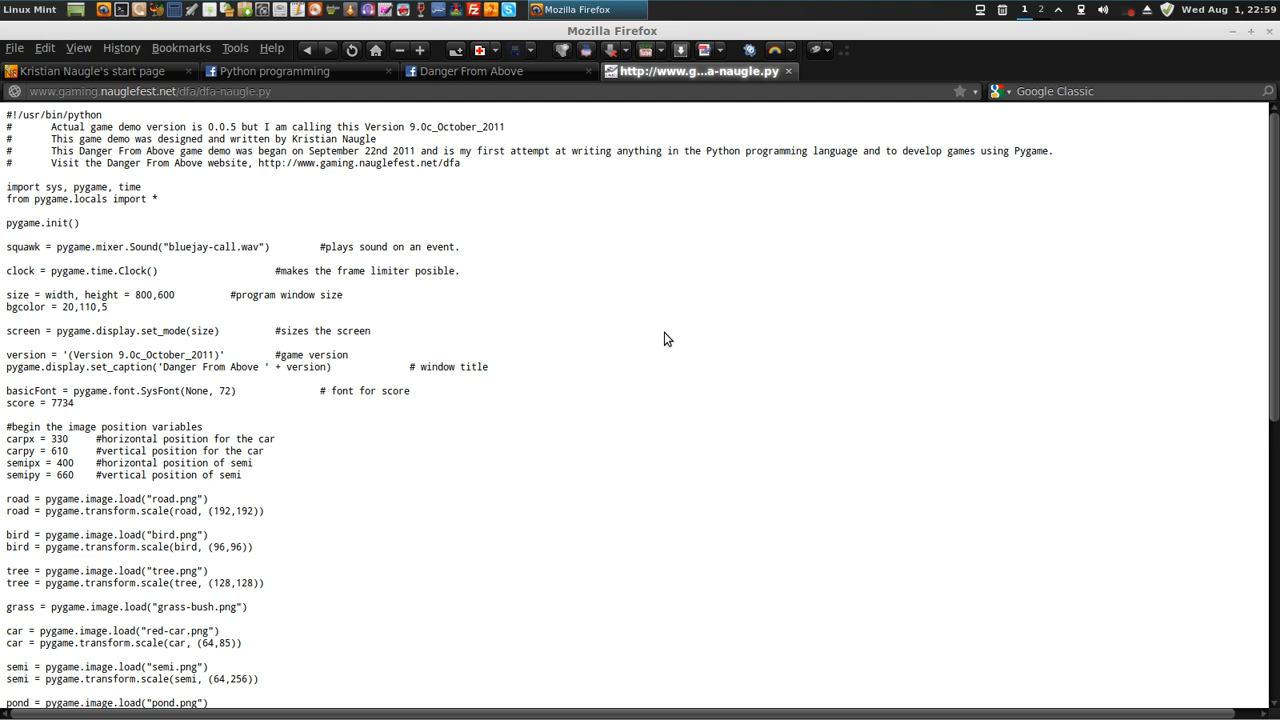 Linux Mint
Mozilla Firefox
1
2
Wed Aug 1, 22:59
Mozilla Firefox
File Edit View History Bookmarks Tools Help
Kristian Naugle's start page
Python programming
Danger From Above
http://www.g...a-naugle.py
www.gaming.nauglefest.net/dfa/dfa-naugle.py
Google Classic
#!/usr/bin/python
# Actual game demo version is 0.0.5 but I am calling this Version 9.0c_October_2011
# This game demo was designed and written by Kristian Naugle
# This Danger From Above game demo was began on September 22nd 2011 and is my first attempt at writing anything in the Python programming language and to develop games using Pygame.
# Visit the Danger From Above website, http://www.gaming.nauglefest.net/dfa
import sys, pygame, time
from pygame.locals import *
pygame.init()
squawk = pygame.mixer.Sound("bluejay-call.wav") #plays sound on an event.
clock = pygame.time.Clock() #makes the frame limiter posible.
size = width, height = 800,600 #program window size
bgcolor = 20,110,5
screen = pygame.display.set_mode(size) #sizes the screen
version = '(Version 9.0c_October_2011)' #game version
pygame.display.set_caption('Danger From Above ' + version) # window title
basicFont = pygame.font.SysFont(None, 72) # font for score
score = 7734
#begin the image position variables
carpx = 330 #horizontal position for the car
carpy = 610 #vertical position for the car
semipx = 400 #horizontal position of semi
semipy = 660 #vertical position of semi
road = pygame.image.load("road.png")
road = pygame.transform.scale(road, (192,192))
bird = pygame.image.load("bird.png")
bird = pygame.transform.scale(bird, (96,96))
tree = pygame.image.load("tree.png")
tree = pygame.transform.scale(tree, (128,128))
grass = pygame.image.load("grass-bush.png")
car = pygame.image.load("red-car.png")
car = pygame.transform.scale(car, (64,85))
semi = pygame.image.load("semi.png")
semi = pygame.transform.scale(semi, (64,256))
pond = pygame.image.load("pond.png")